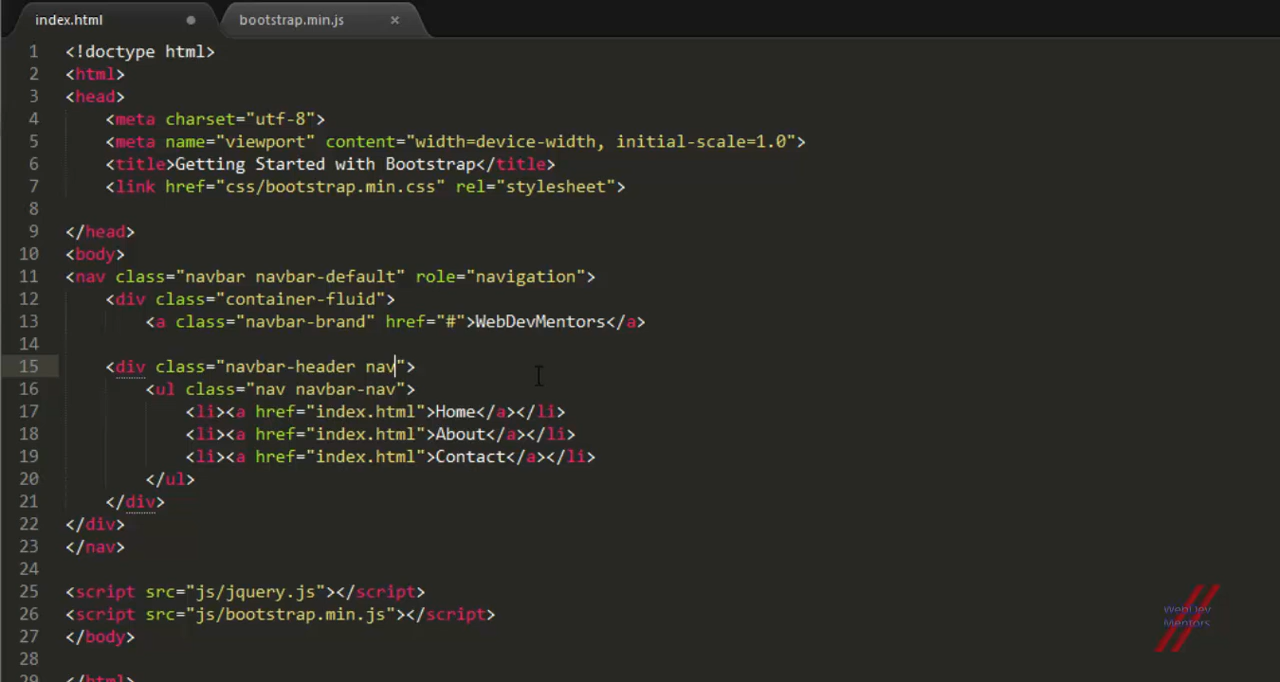 index.html
bootstrap.min.js
1 <!doctype html>
2 <html>
3 <head>
4 <meta charset="utf-8">
5 <meta name="viewport" content="width=device-width, initial-scale=1.0">
6 <title>Getting Started with Bootstrap</title>
7 <link href="css/bootstrap.min.css" rel="stylesheet">
8
9 </head>
10 <body>
11 <nav class="navbar navbar-default" role="navigation">
12 <div class="container-fluid">
13 <a class="navbar-brand" href="#">WebDevMentors</a>
14
15 <div class="navbar-header nav">
16 <ul class="nav navbar-nav">
17 <li><a href="index.html">Home</a></li>
18 <li><a href="index.html">About</a></li>
19 <li><a href="index.html">Contact</a></li>
20 </ul>
21 </div>
22 </div>
23 </nav>
24
25 <script src="js/jquery.js"></script>
26 <script src="js/bootstrap.min.js"></script>
27 </body>
28
29 </html>
WebDev
Mentors